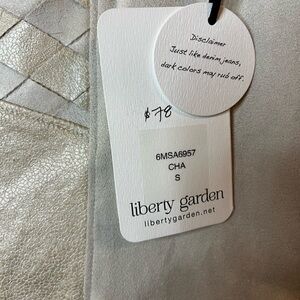 Disclaimer
Just like denim jeans,
dark colors may rub off.
$78
6MSA6957
CHA
S
liberty garden
libertygarden.net